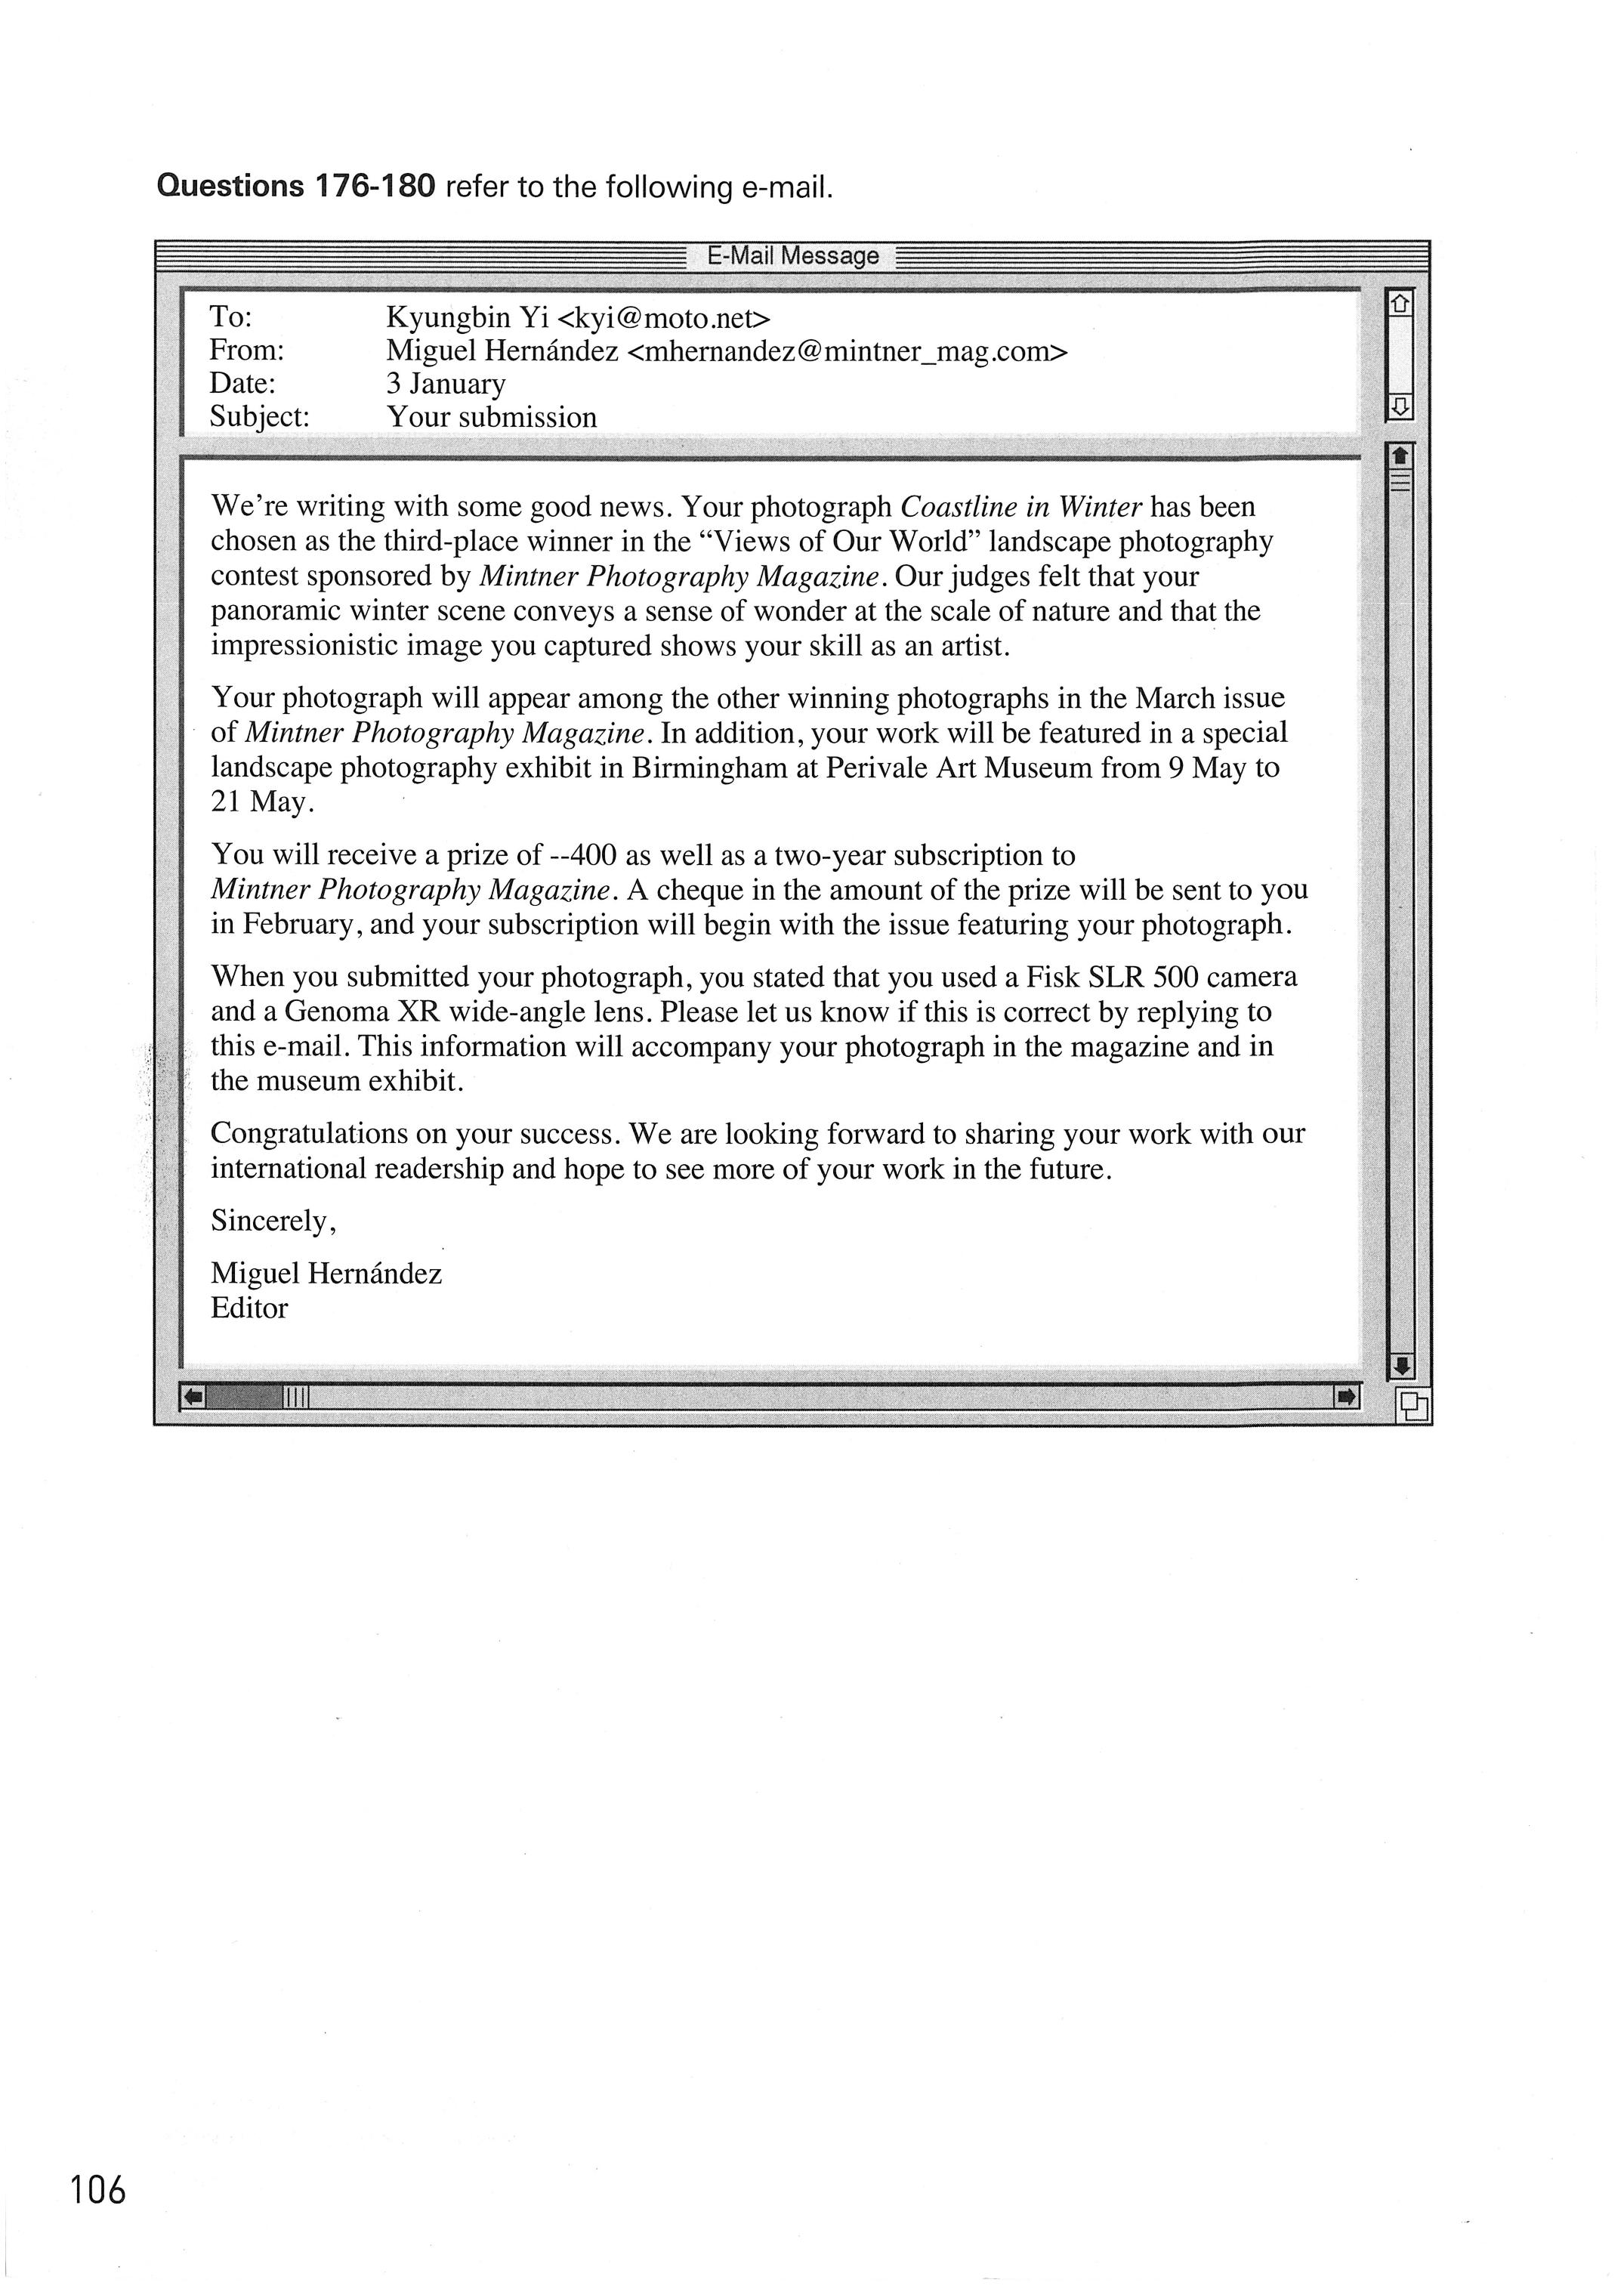 Questions 176-180 refer to the following e-mail.
E-Mail Message
To: Kyungbin Yi <kyi@moto.net>
From: Miguel Hernández <mhernandez@mintner_mag.com>
Date: 3 January
Subject: Your submission
We're writing with some good news. Your photograph Coastline in Winter has been
chosen as the third-place winner in the “Views of Our World” landscape photography
contest sponsored by Mintner Photography Magazine. Our judges felt that your
panoramic winter scene conveys a sense of wonder at the scale of nature and that the
impressionistic image you captured shows your skill as an artist.
Your photograph will appear among the other winning photographs in the March issue
of Mintner Photography Magazine. In addition, your work will be featured in a special
landscape photography exhibit in Birmingham at Perivale Art Museum from 9 May to
21 May.
You will receive a prize of --400 as well as a two-year subscription to
Mintner Photography Magazine. A cheque in the amount of the prize will be sent to you
in February, and your subscription will begin with the issue featuring your photograph.
When you submitted your photograph, you stated that you used a Fisk SLR 500 camera
and a Genoma XR wide-angle lens. Please let us know if this is correct by replying to
this e-mail. This information will accompany your photograph in the magazine and in
the museum exhibit.
Congratulations on your success. We are looking forward to sharing your work with our
international readership and hope to see more of your work in the future.
Sincerely,
Miguel Hernández
Editor
106